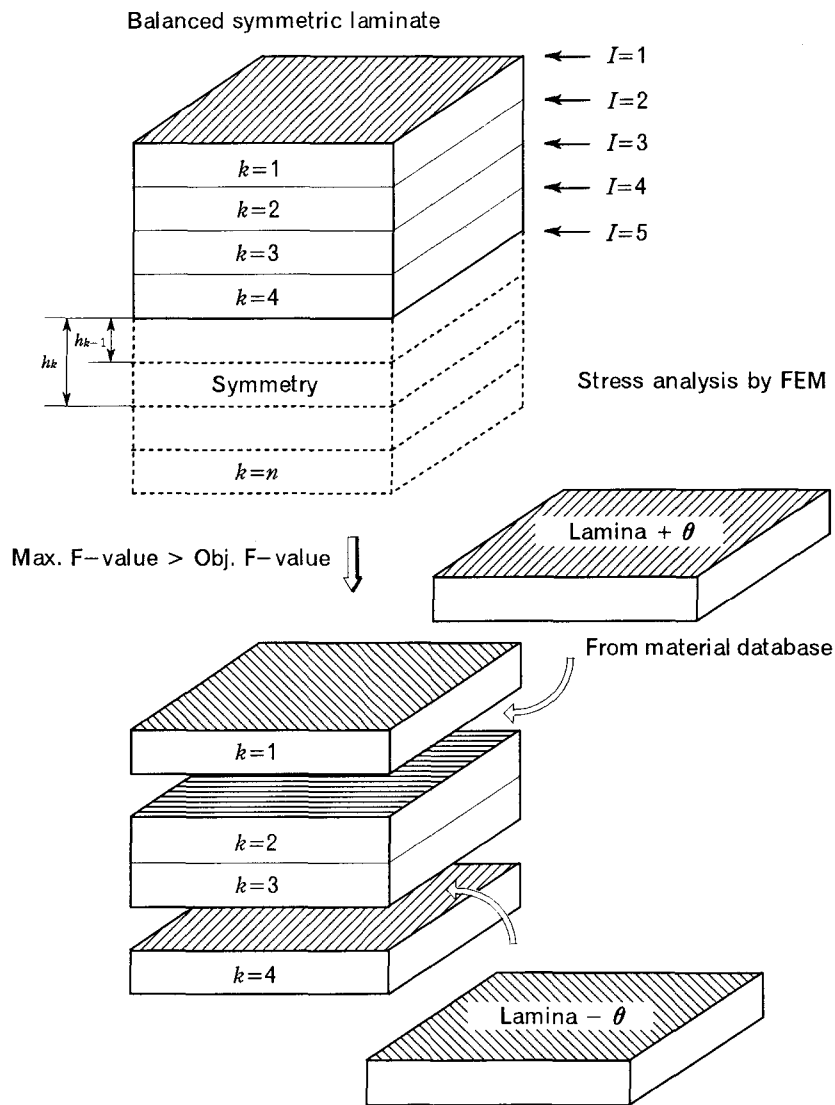 Balanced symmetric laminate
I=1
I=2
I=3
I=4
I=5
k=1
k=2
k=3
k=4
hk-1
hk
Symmetry
k=n
Stress analysis by FEM
Max. F-value > Obj. F-value
Lamina + θ
From material database
k=1
k=2
k=3
k=4
Lamina - θ